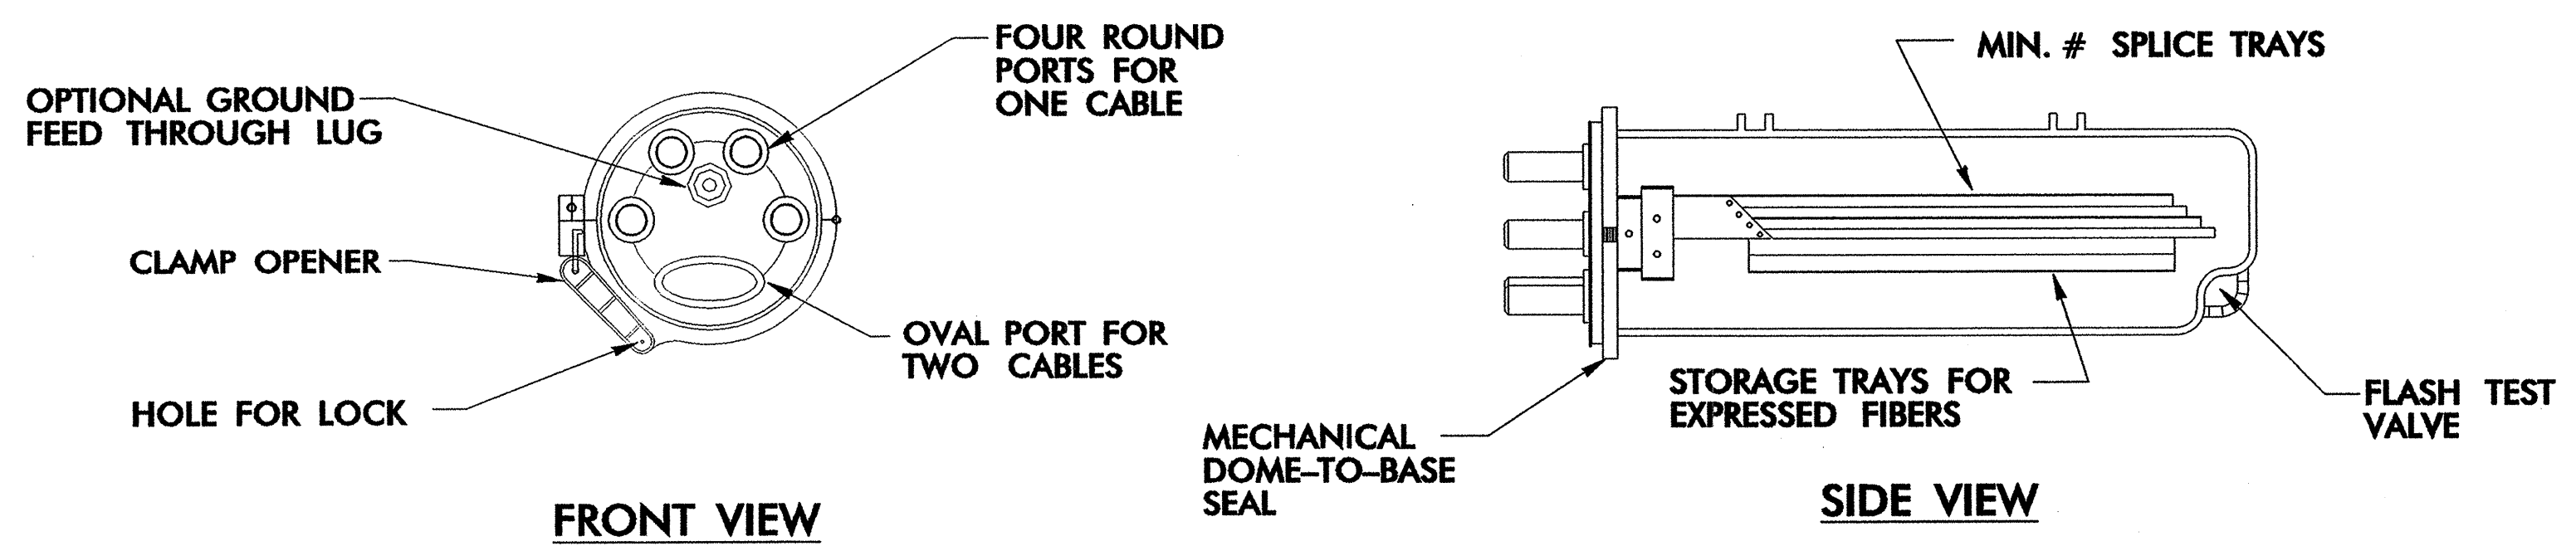 FOUR ROUND
PORTS FOR
ONE CABLE
OPTIONAL GROUND
FEED THROUGH LUG
CLAMP OPENER
OVAL PORT FOR
TWO CABLES
HOLE FOR LOCK
FRONT VIEW
MIN. # SPLICE TRAYS
STORAGE TRAYS FOR
EXPRESSED FIBERS
FLASH TEST
VALVE
MECHANICAL
DOME-TO-BASE
SEAL
SIDE VIEW